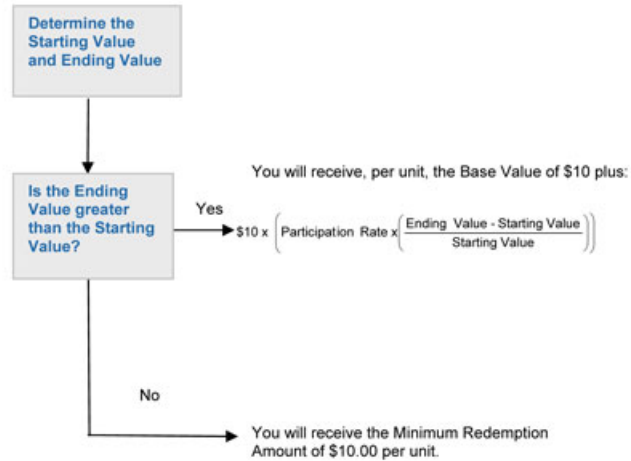 Determine the
Starting Value
and Ending Value
You will receive, per unit, the Base Value of $10 plus:
Is the Ending
Value greater
than the Starting
Value?
Yes
$10 x (Participation Rate x(Ending Value - Starting Value
Starting Value))
No
You will receive the Minimum Redemption
Amount of $10.00 per unit.